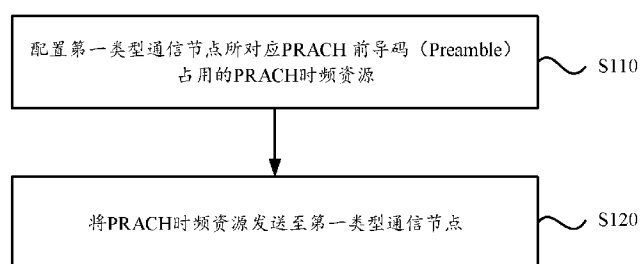 配置第一类型通信节点所对应PRACH 前导码（Preamble）
占用的PRACH时频资源
S110
将PRACH时频资源发送至第一类型通信节点
S120